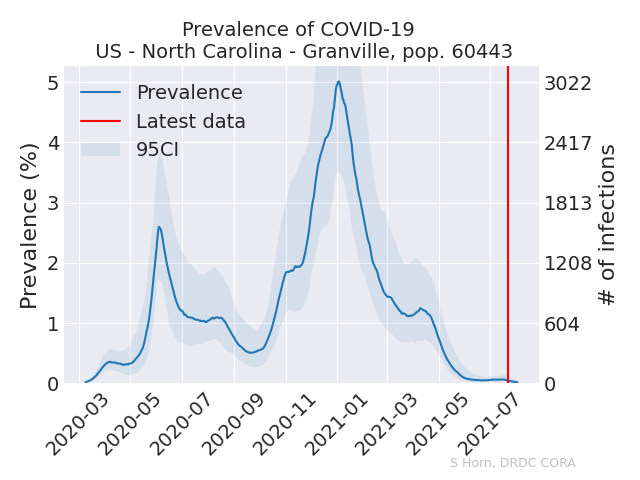 Prevalence of COVID-19
US - North Carolina - Granville, pop. 60443
Prevalence
Latest data
95CI
Prevalence (%)
5
4
3
2
1
0
3022
2417
1813
1208
604
0
# of infections
2020-03
2020-05
2020-07
2020-09
2020-11
2021-01
2021-03
2021-05
2021-07
S Horn, DRDC CORA